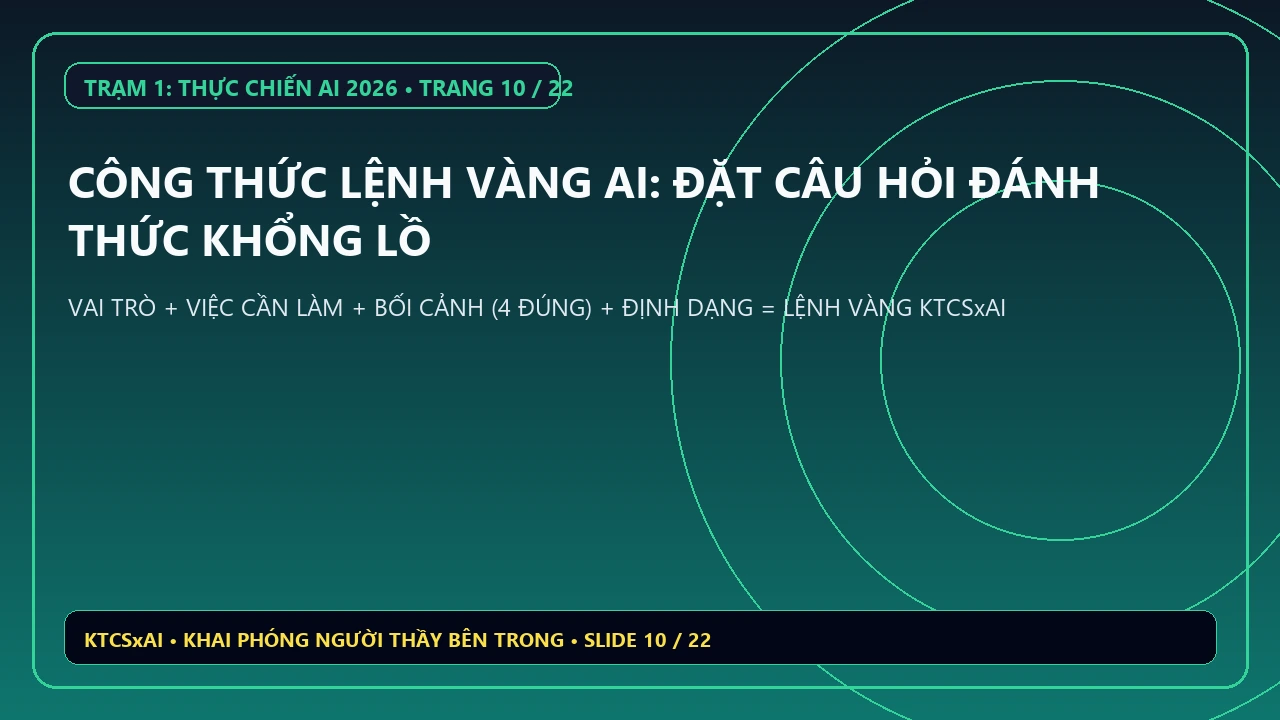 TRẠM 1: THỰC CHIẾN AI 2026 • TRANG 10 / 22
CÔNG THỨC LỆNH VÀNG AI: ĐẶT CÂU HỎI ĐÁNH
THỨC KHỔNG LỒ
VAI TRÒ + VIỆC CẦN LÀM + BỐI CẢNH (4 ĐÚNG) + ĐỊNH DẠNG = LỆNH VÀNG KTCSxAI
KTCSxAI • KHAI PHÓNG NGƯỜI THẦY BÊN TRONG • SLIDE 10 / 22